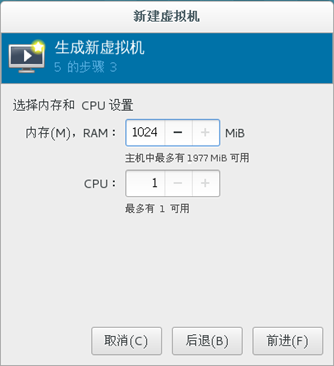 新建虚拟机
生成新虚拟机
5 的步骤 3
选择内存和 CPU 设置
内存(M), RAM： 1024 − + MiB
主机中最多有 1977 MiB 可用
CPU： 1 − +
最多有 1 可用
取消(C) 后退(B) 前进(F)